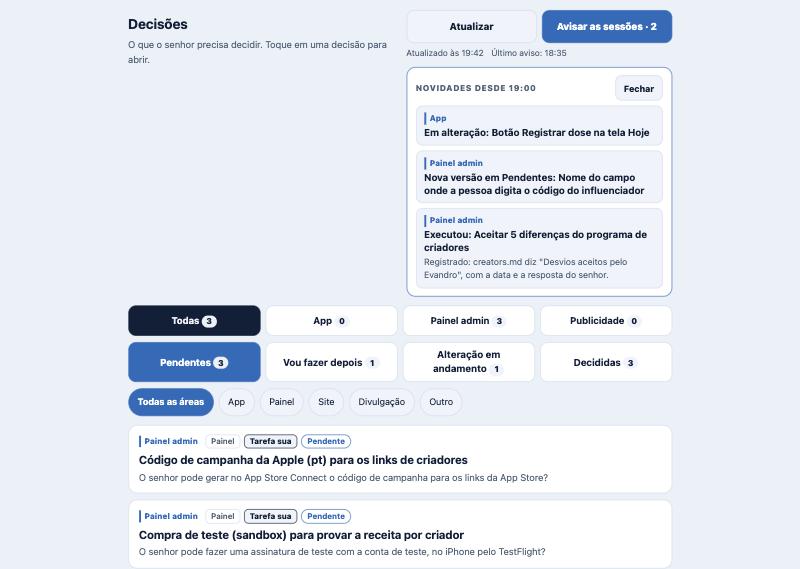 Decisões
O que o senhor precisa decidir. Toque em uma decisão para
abrir.
Atualizar
Avisar as sessões · 2
Atualizado às 19:42 Último aviso: 18:35
NOVIDADES DESDE 19:00
Fechar
App
Em alteração: Botão Registrar dose na tela Hoje
Painel admin
Nova versão em Pendentes: Nome do campo
onde a pessoa digita o código do influenciador
Painel admin
Executou: Aceitar 5 diferenças do programa de
criadores
Registrado: creators.md diz "Desvios aceitos pelo
Evandro", com a data e a resposta do senhor.
Todas 3
App 0
Painel admin 3
Publicidade 0
Pendentes 3
Vou fazer depois 1
Alteração em
andamento 1
Decididas 3
Todas as áreas
App
Painel
Site
Divulgação
Outro
Painel admin Painel Tarefa sua Pendente
Código de campanha da Apple (pt) para os links de criadores
O senhor pode gerar no App Store Connect o código de campanha para os links da App Store?
Painel admin Painel Tarefa sua Pendente
Compra de teste (sandbox) para provar a receita por criador
O senhor pode fazer uma assinatura de teste com a conta de teste, no iPhone pelo TestFlight?